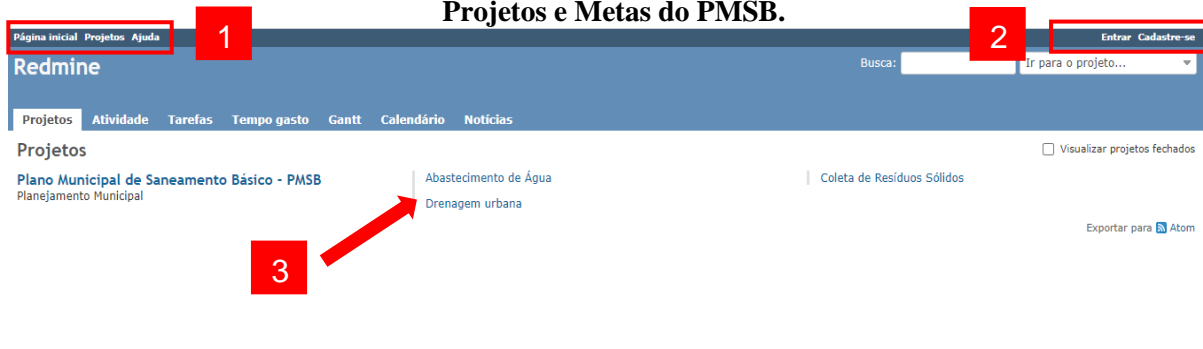 Projetos e Metas do PMSB.
Página inicial Projetos Ajuda
1
2
Entrar Cadastre-se
Redmine
Busca:
Ir para o projeto...
Projetos Atividade Tarefas Tempo gasto Gantt Calendário Notícias
Projetos
Visualizar projetos fechados
Plano Municipal de Saneamento Básico - PMSB
Planejamento Municipal
Abastecimento de Água
Drenagem urbana
Coleta de Resíduos Sólidos
Exportar para Atom
3